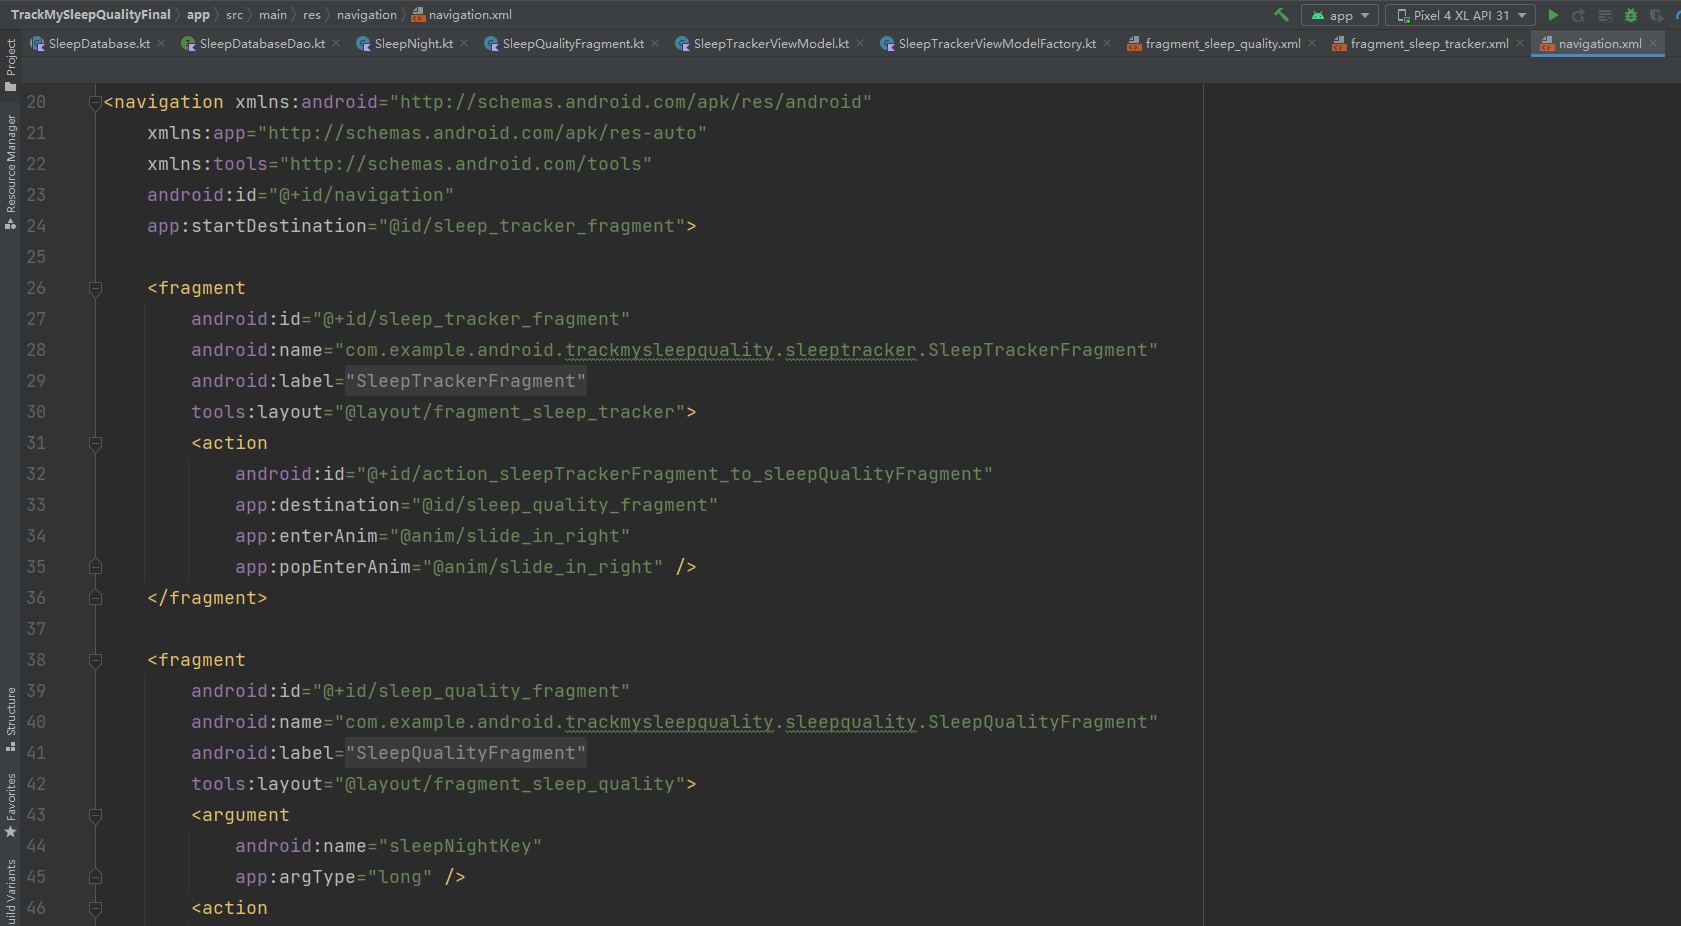 TrackMySleepQualityFinal app src main res navigation navigation.xml app Pixel 4 XL API 31
SleepDatabase.kt SleepDatabaseDao.kt SleepNight.kt SleepQualityFragment.kt SleepTrackerViewModel.kt SleepTrackerViewModelFactory.kt fragment_sleep_quality.xml fragment_sleep_tracker.xml navigation.xml
Project
Resource Manager
Structure
Favorites
uild Variants
20 <navigation xmlns:android="http://schemas.android.com/apk/res/android"
21 xmlns:app="http://schemas.android.com/apk/res-auto"
22 xmlns:tools="http://schemas.android.com/tools"
23 android:id="@+id/navigation"
24 app:startDestination="@id/sleep_tracker_fragment">
25
26 <fragment
27 android:id="@+id/sleep_tracker_fragment"
28 android:name="com.example.android.trackmysleepquality.sleeptracker.SleepTrackerFragment"
29 android:label="SleepTrackerFragment"
30 tools:layout="@layout/fragment_sleep_tracker">
31 <action
32 android:id="@+id/action_sleepTrackerFragment_to_sleepQualityFragment"
33 app:destination="@id/sleep_quality_fragment"
34 app:enterAnim="@anim/slide_in_right"
35 app:popEnterAnim="@anim/slide_in_right" />
36 </fragment>
37
38 <fragment
39 android:id="@+id/sleep_quality_fragment"
40 android:name="com.example.android.trackmysleepquality.sleepquality.SleepQualityFragment"
41 android:label="SleepQualityFragment"
42 tools:layout="@layout/fragment_sleep_quality">
43 <argument
44 android:name="sleepNightKey"
45 app:argType="long" />
46 <action